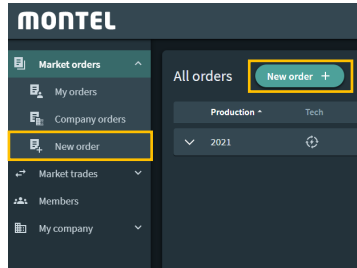 MONTEL
Market orders
My orders
Company orders
New order
Market trades
Members
My company
All orders
New order +
Production Tech
2021